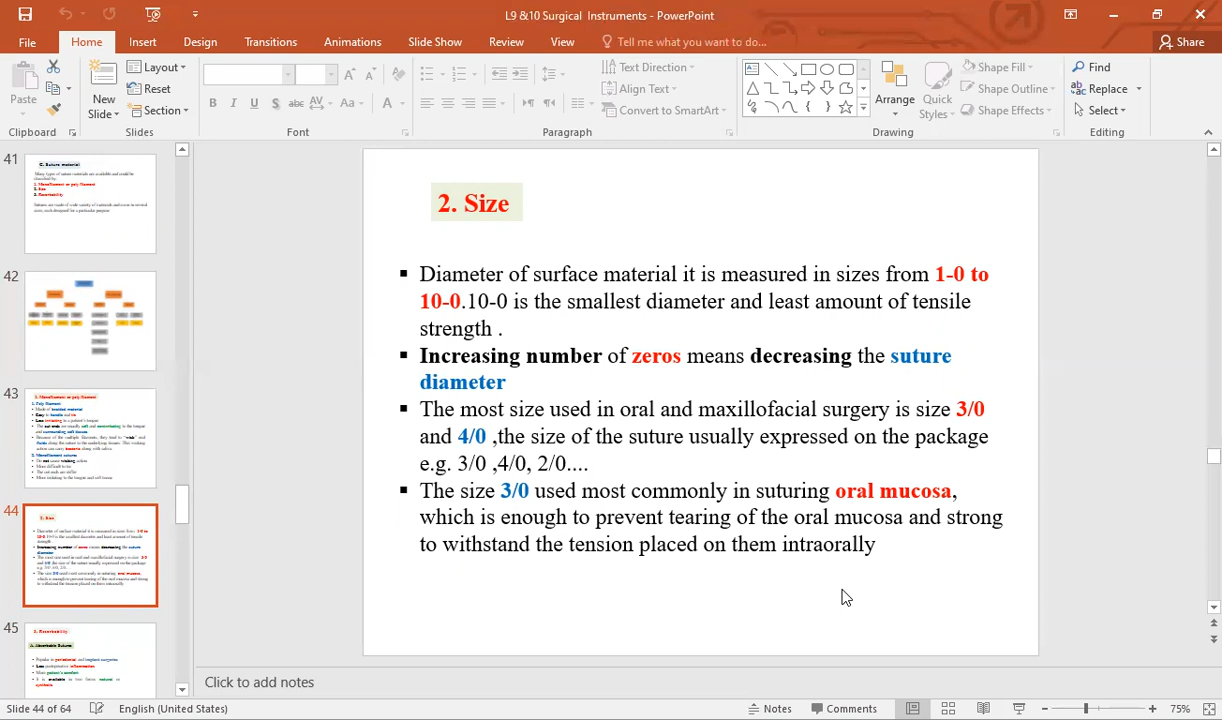 L9 &10 Surgical Instruments - PowerPoint
File Home Insert Design Transitions Animations Slide Show Review View Tell me what you want to do... Share
Paste New Slide Layout Reset Section Text Direction Align Text Convert to SmartArt Arrange Quick Styles Shape Fill Shape Outline Shape Effects Find Replace Select
Clipboard Slides Font Paragraph Drawing Editing
41
42
43
44
45
2. Size
Diameter of surface material it is measured in sizes from 1-0 to
10-0.10-0 is the smallest diameter and least amount of tensile
strength .
Increasing number of zeros means decreasing the suture
diameter
The most size used in oral and maxillofacial surgery is size 3/0
and 4/0 ,the size of the suture usually expressed on the package
e.g. 3/0 ,4/0, 2/0....
The size 3/0 used most commonly in suturing oral mucosa,
which is enough to prevent tearing of the oral mucosa and strong
to withstand the tension placed on them intraorally
Click to add notes
Slide 44 of 64 English (United States) Notes Comments 75%